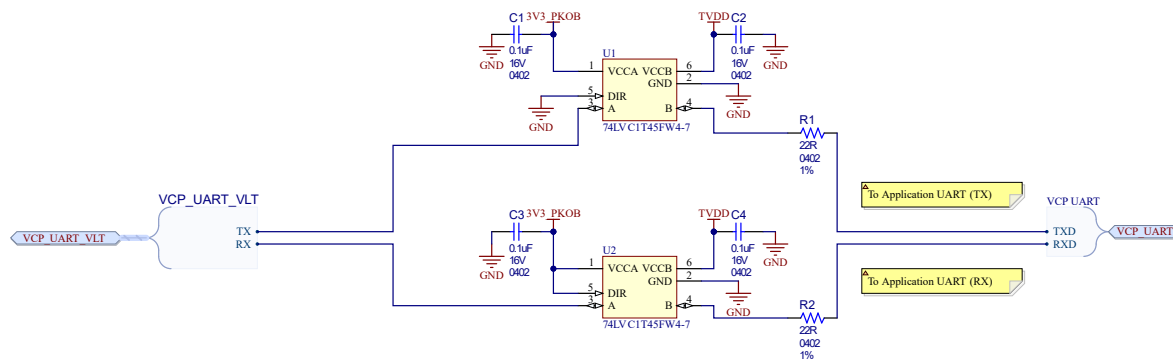 C1
3V3_PKOB
TVDD
C2
GND
0.1uF
16V
0402
U1
1
VCCA
VCCB
6
GND
2
5
DIR
3
A
B
4
74LVC1T45FW4-7
0.1uF
16V
0402
GND
GND
GND
R1
22R
0402
1%
VCP_UART_VLT
VCP_UART_VLT
TX
RX
To Application UART (TX)
VCP UART
TXD
RXD
VCP_UART
C3
3V3_PKOB
TVDD
C4
GND
0.1uF
16V
0402
U2
1
VCCA
VCCB
6
GND
2
5
DIR
3
A
B
4
74LVC1T45FW4-7
0.1uF
16V
0402
GND
GND
To Application UART (RX)
R2
22R
0402
1%